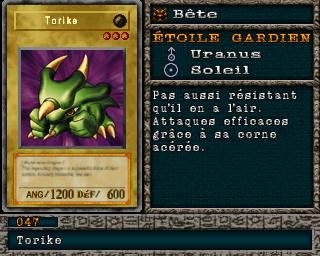 Torike
Bête
ÉTOILE GARDIEN
Uranus
Soleil
Pas aussi résistant
qu'il en a l'air.
Attaques efficaces
grâce à sa corne
acérée.
ANG/1200 DéF/ 600
047
Torike